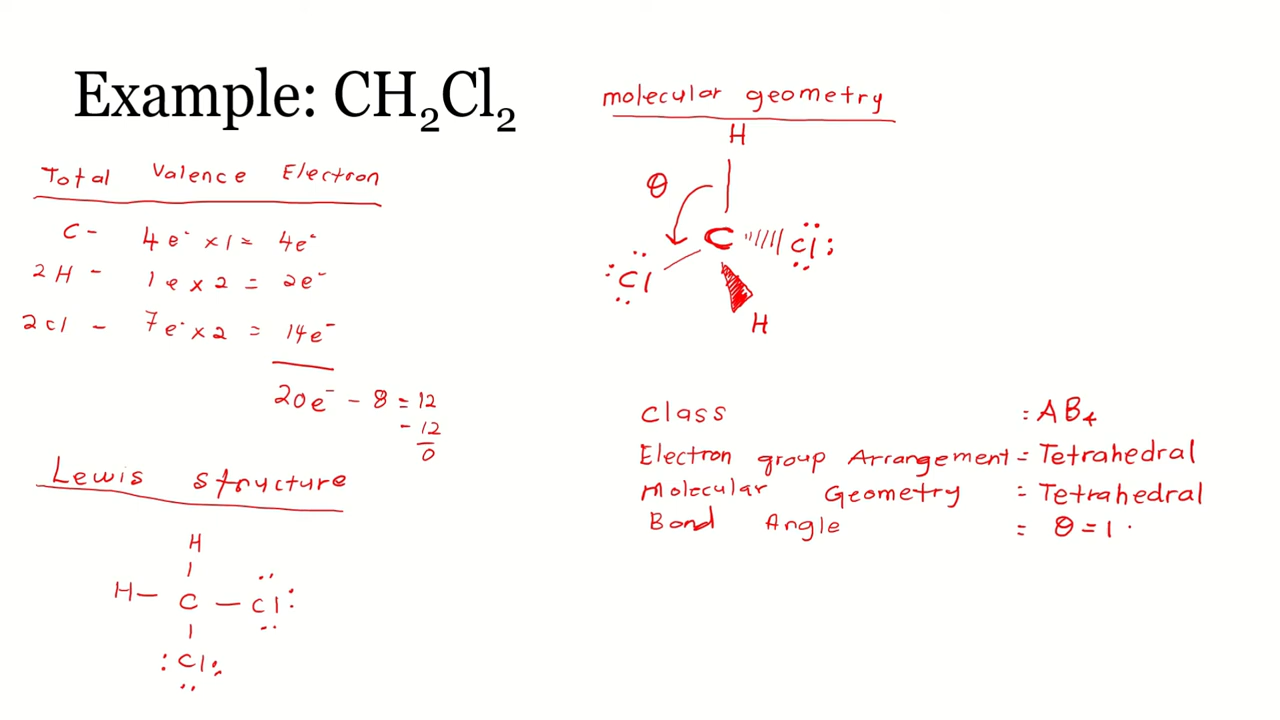 Example: CH₂Cl₂
Total Valence Electron
C - 4e⁻ × 1 = 4e⁻
2H - 1e × 2 = 2e⁻
2Cl - 7e⁻ × 2 = 14e⁻
20e⁻ - 8 = 12
- 12
0
Lewis structure
H
H - C - Cl
Cl
molecular geometry
H
θ
C Cl
Cl
H
Class : AB₄
Electron group Arrangement = Tetrahedral
Molecular Geometry = Tetrahedral
Bond Angle = θ = 1